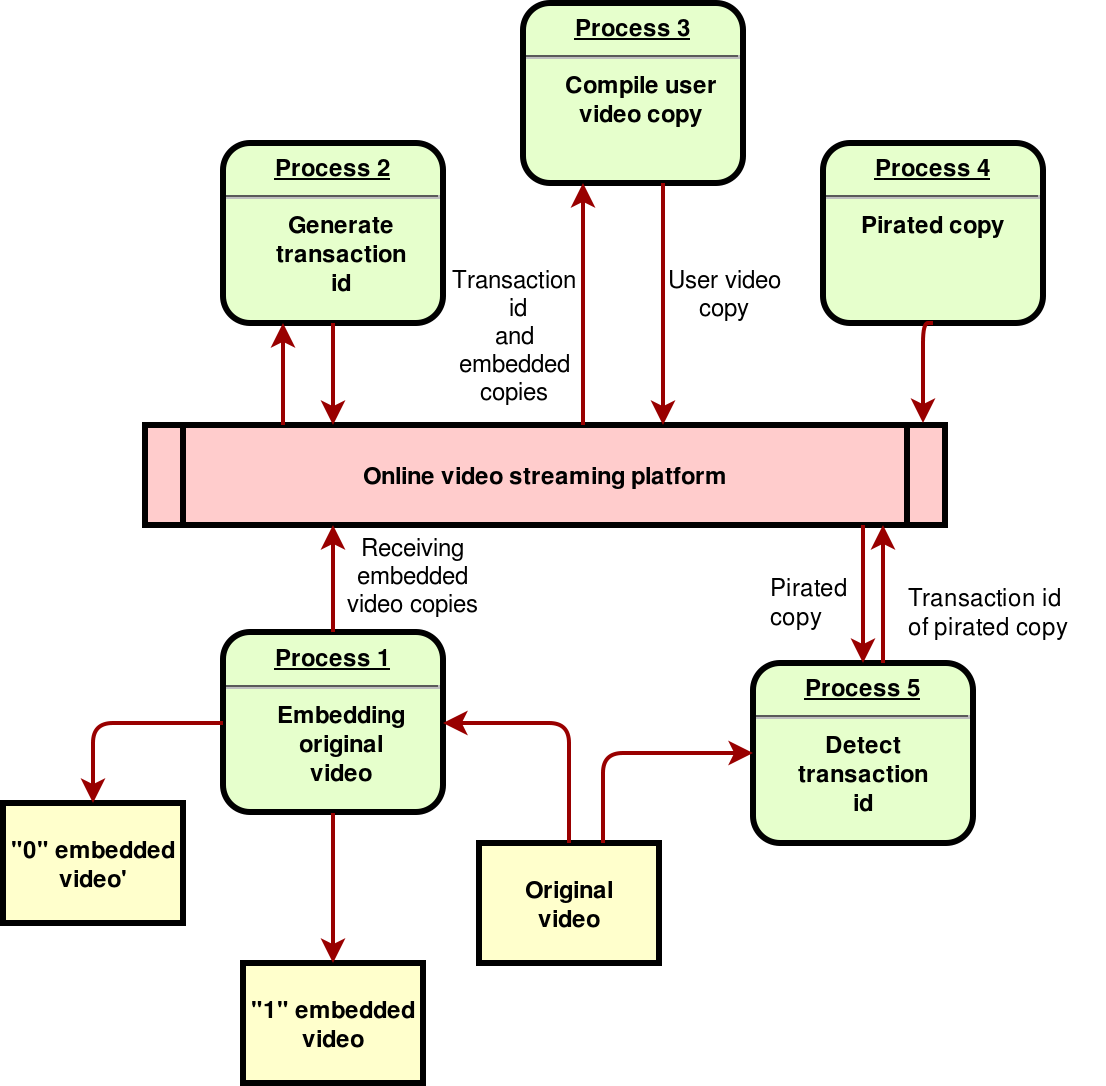 Process 3
Compile user
video copy
Process 2
Generate
transaction
id
Process 4
Pirated copy
Transaction
id
and
embedded
copies
User video
copy
Online video streaming platform
Receiving
embedded
video copies
Pirated
copy
Transaction id
of pirated copy
Process 1
Embedding
original
video
Process 5
Detect
transaction
id
"0" embedded
video'
Original
video
"1" embedded
video